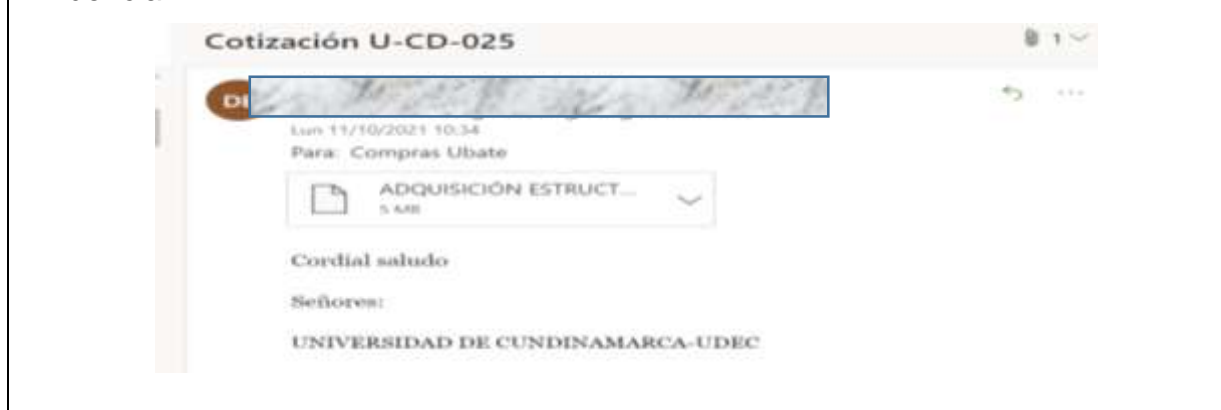 Cotización U-CD-025
1
DI
Lun 11/10/2021 10:34
Para: Compras Ubate
ADQUISICIÓN ESTRUCT...
5 MB
Cordial saludo
Señores:
UNIVERSIDAD DE CUNDINAMARCA-UDEC